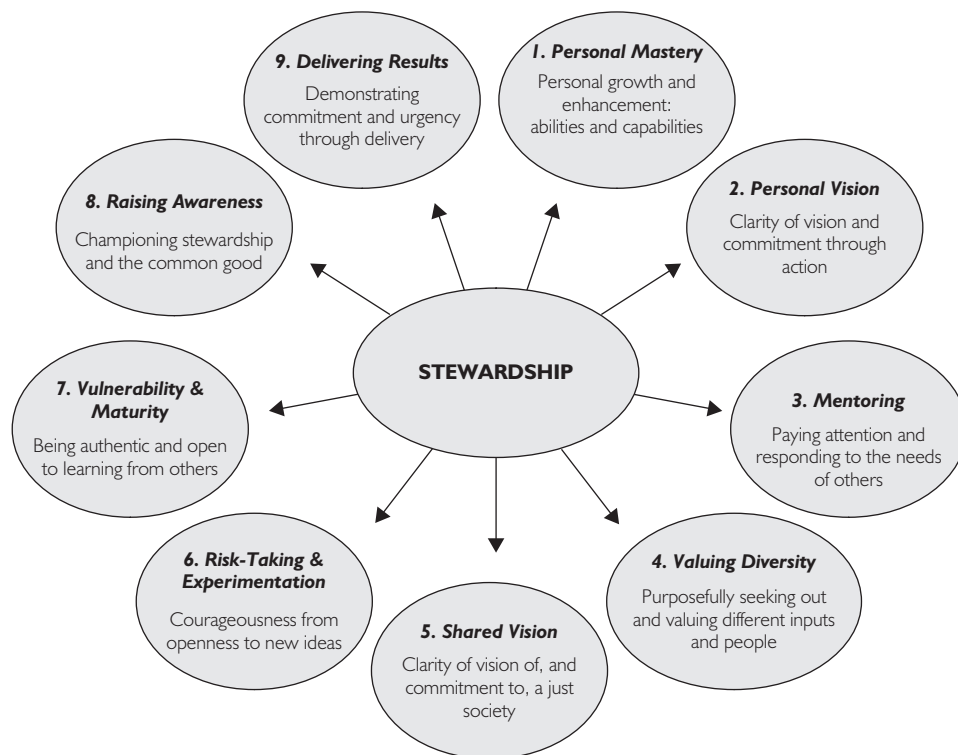 STEWARDSHIP
1. Personal Mastery
Personal growth and
enhancement:
abilities and capabilities
2. Personal Vision
Clarity of vision and
commitment through
action
3. Mentoring
Paying attention and
responding to the needs
of others
4. Valuing Diversity
Purposefully seeking out
and valuing different inputs
and people
5. Shared Vision
Clarity of vision of, and
commitment to, a just
society
6. Risk-Taking &
Experimentation
Courageousness from
openness to new ideas
7. Vulnerability &
Maturity
Being authentic and open
to learning from others
8. Raising Awareness
Championing stewardship
and the common good
9. Delivering Results
Demonstrating
commitment and urgency
through delivery